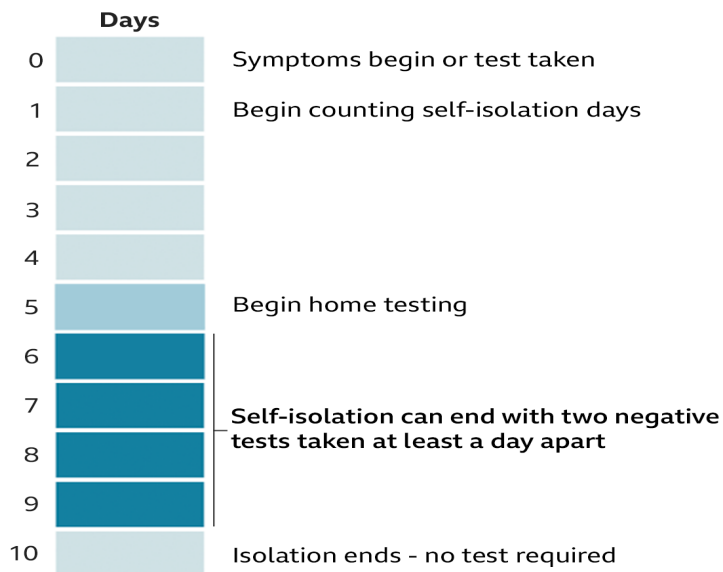 Days
0 Symptoms begin or test taken
1 Begin counting self-isolation days
2
3
4
5 Begin home testing
6
7
Self-isolation can end with two negative
tests taken at least a day apart
8
9
10 Isolation ends - no test required